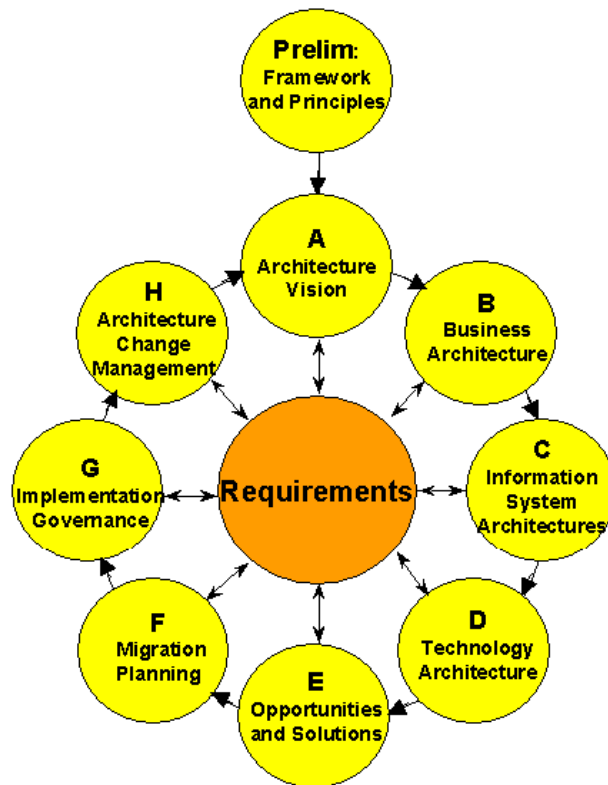 Prelim:
Framework
and Principles
A
Architecture
Vision
B
Business
Architecture
C
Information
System
Architectures
D
Technology
Architecture
E
Opportunities
and Solutions
F
Migration
Planning
G
Implementation
Governance
H
Architecture
Change
Management
Requirements